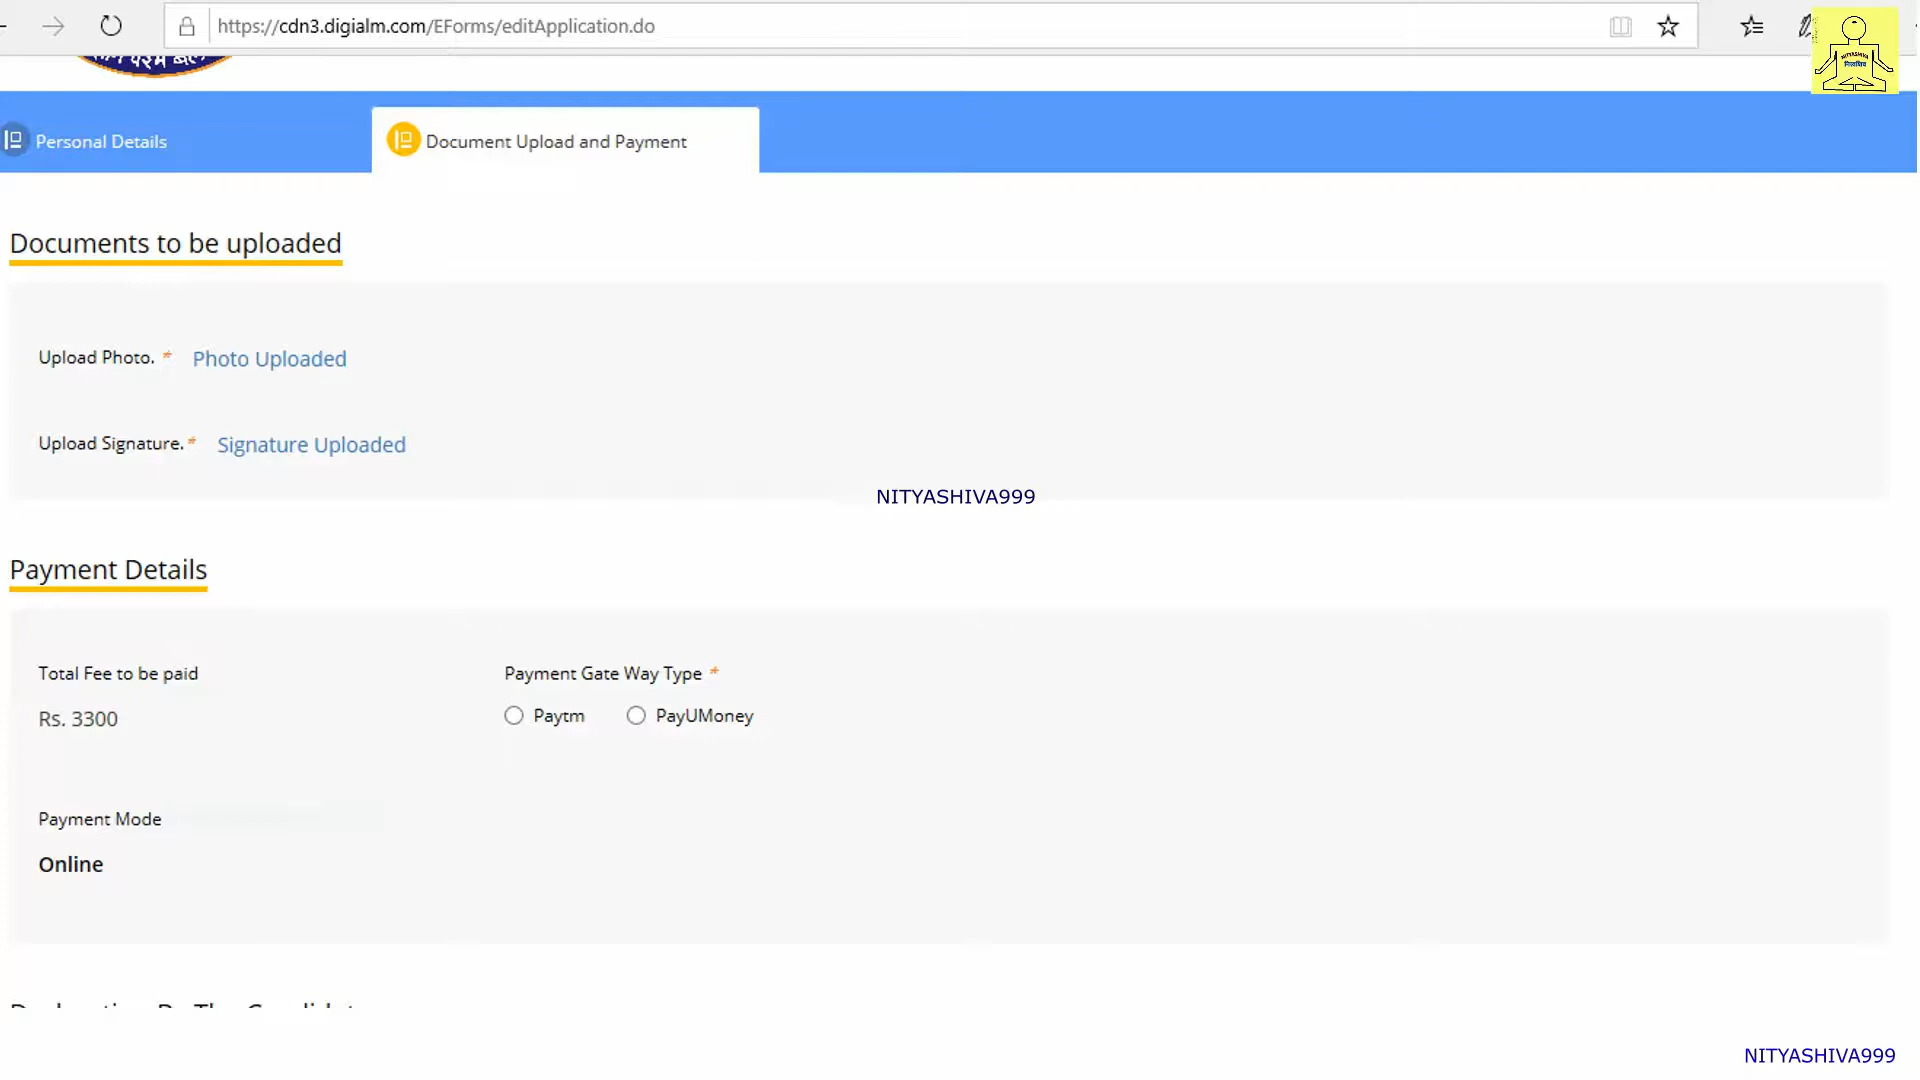 https://cdn3.digialm.com/EForms/editApplication.do
NITYASHIVA
Personal Details
Document Upload and Payment
Documents to be uploaded
Upload Photo. * Photo Uploaded
Upload Signature. * Signature Uploaded
NITYASHIVA999
Payment Details
Total Fee to be paid
Payment Gate Way Type *
Rs. 3300
Paytm
PayUMoney
Payment Mode
Online
NITYASHIVA999